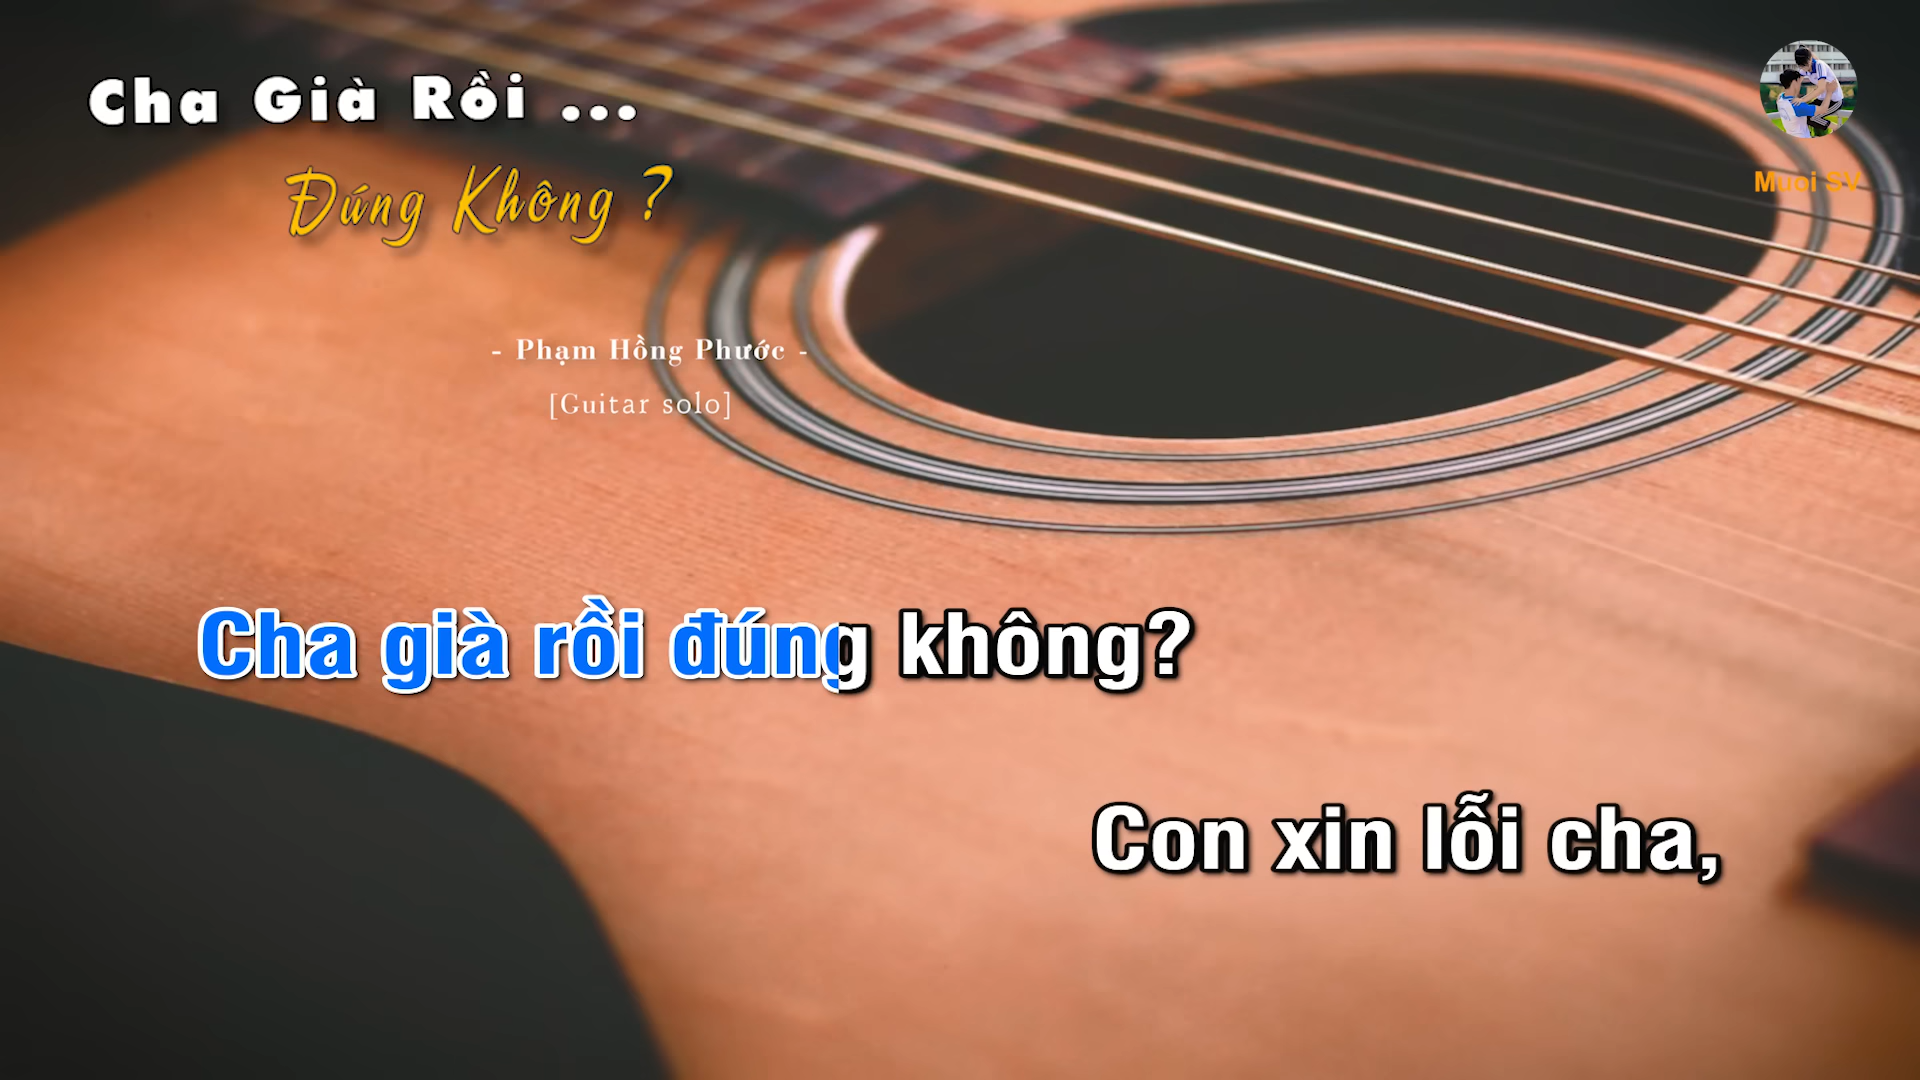 Cha Già Rồi ...
Đúng Không ?
Muoi SV
- Phạm Hồng Phước -
[Guitar solo]
Cha già rồi đúng không?
Con xin lỗi cha,